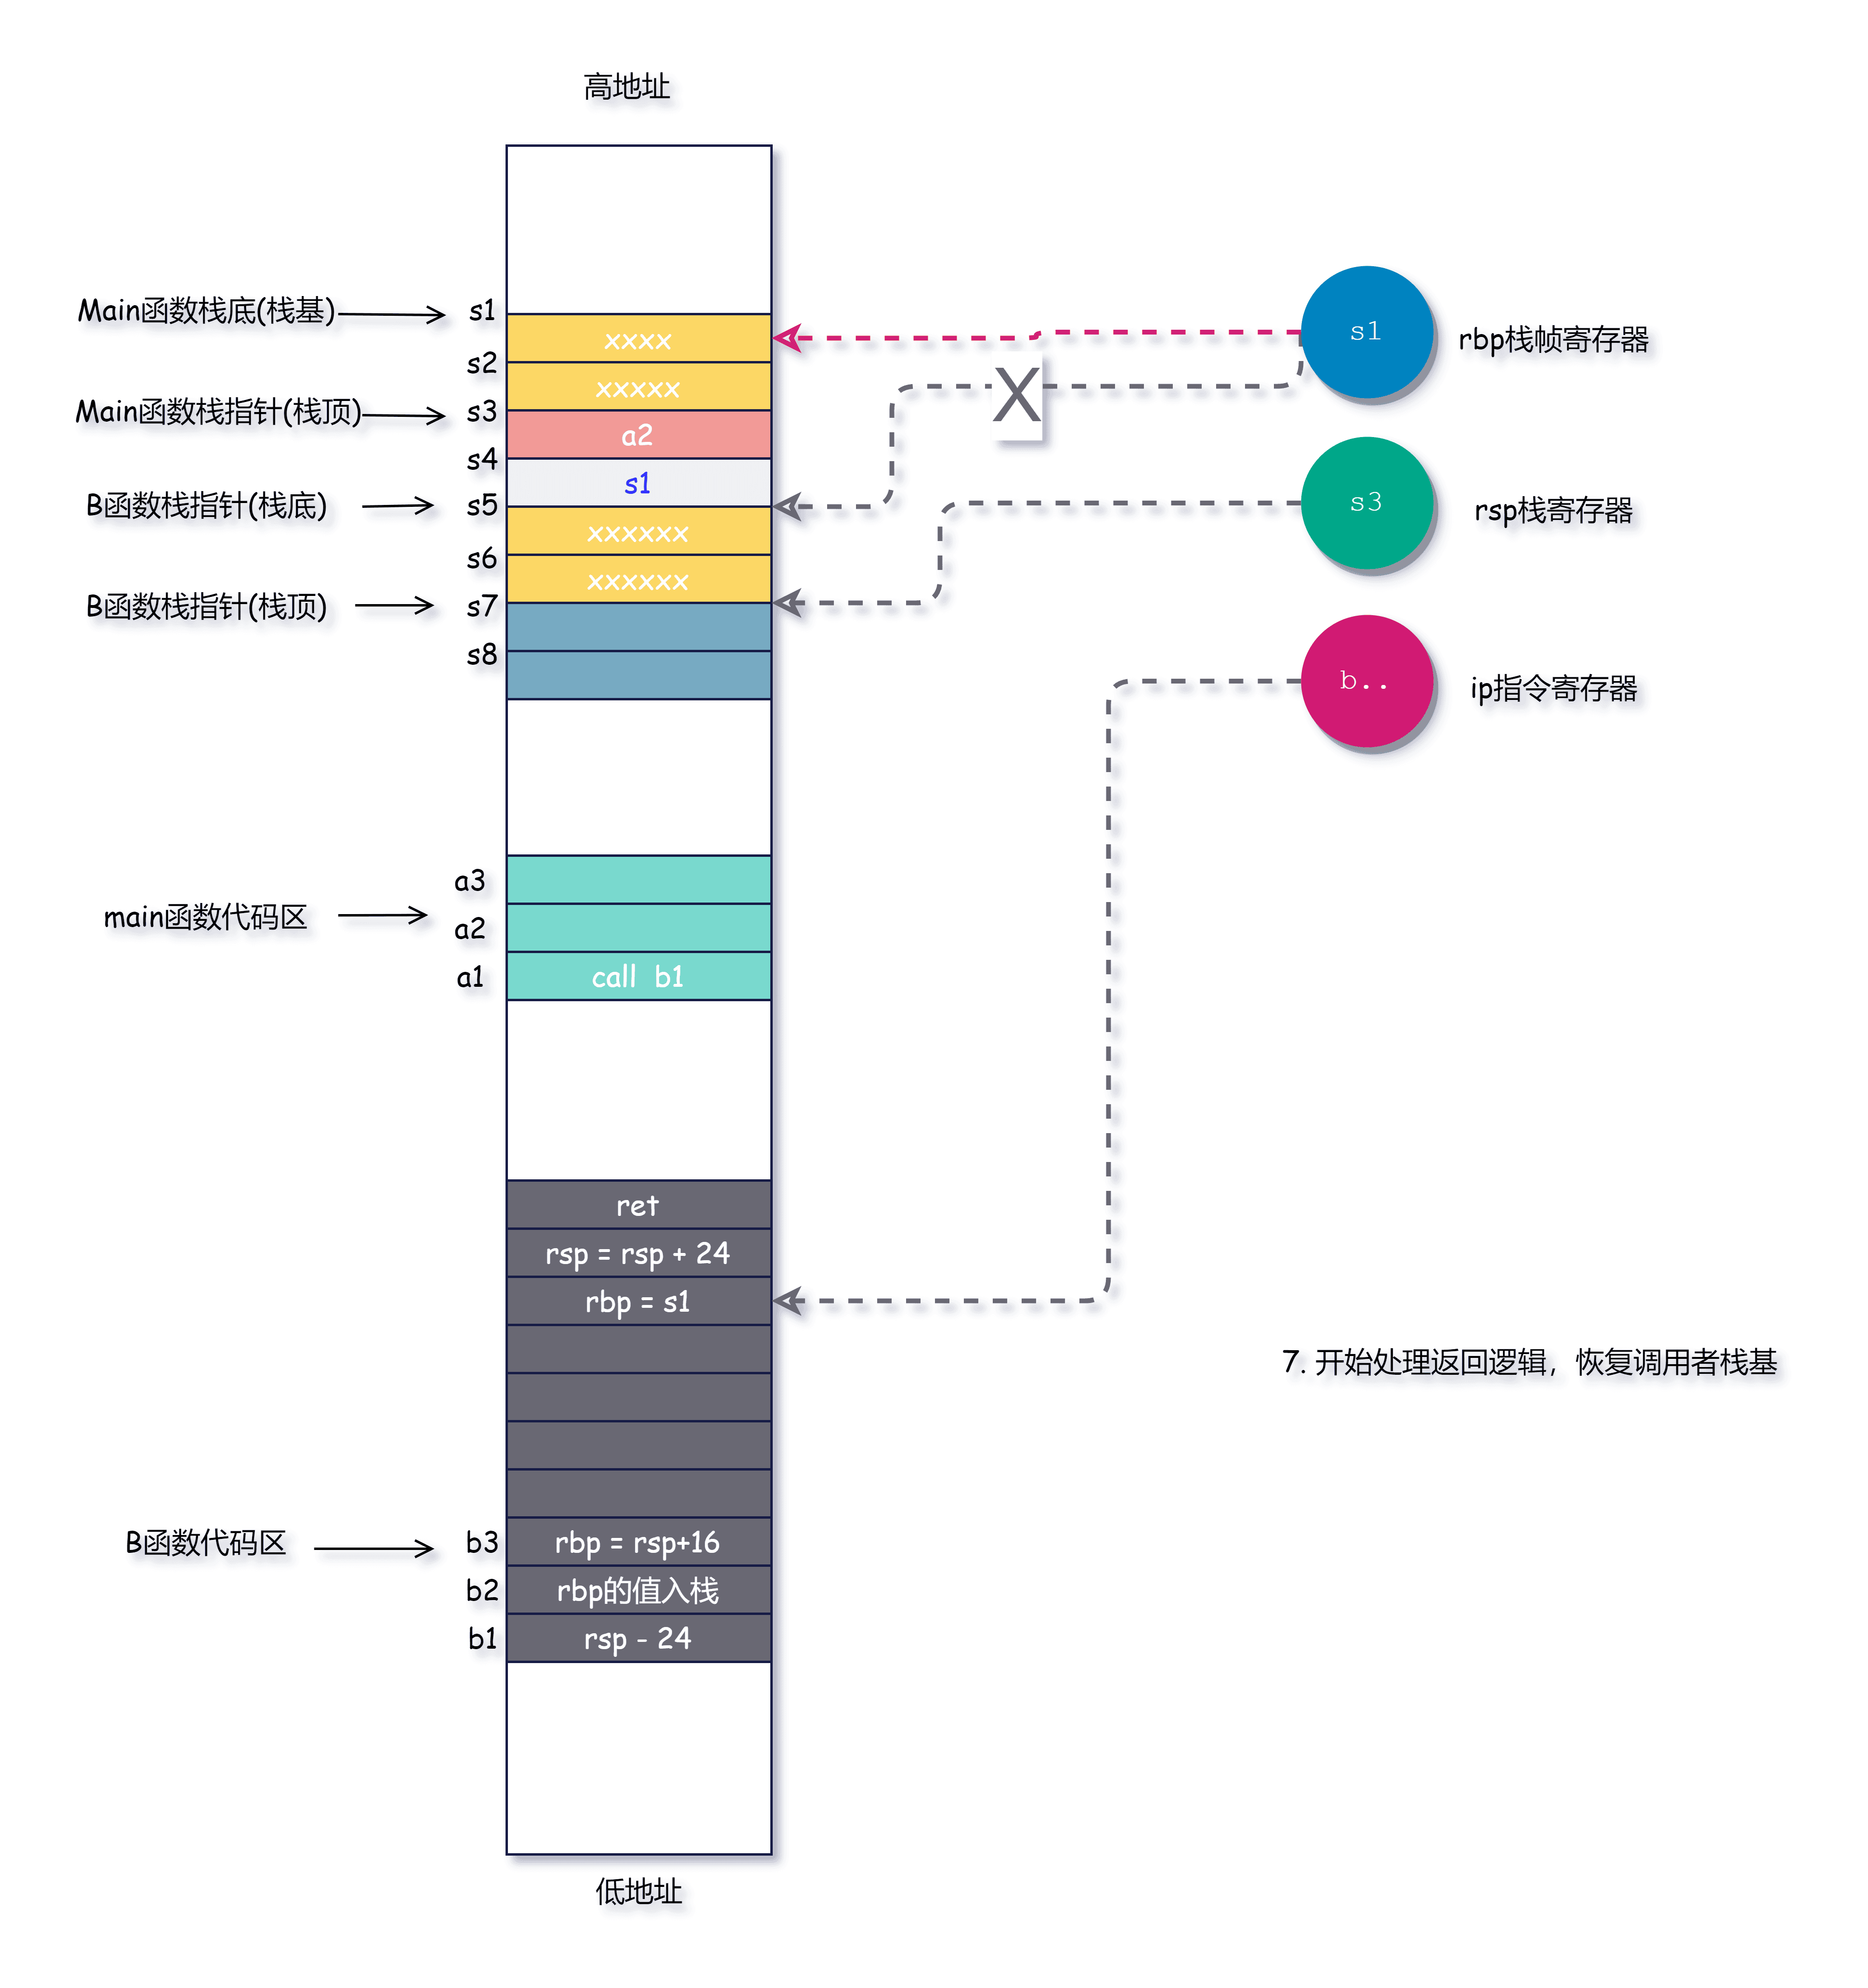 高地址
Main函数栈底(栈基)
s1
xxxx
s2
xxxxx
Main函数栈指针(栈顶)
s3
a2
s4
s1
B函数栈指针(栈底)
s5
xxxxxx
s6
xxxxxx
B函数栈指针(栈顶)
s7
s8
X
s1
rbp栈帧寄存器
s3
rsp栈寄存器
b..
ip指令寄存器
a3
main函数代码区
a2
a1
call b1
ret
rsp = rsp + 24
rbp = s1
7. 开始处理返回逻辑，恢复调用者栈基
B函数代码区
b3
rbp = rsp+16
b2
rbp的值入栈
b1
rsp - 24
低地址